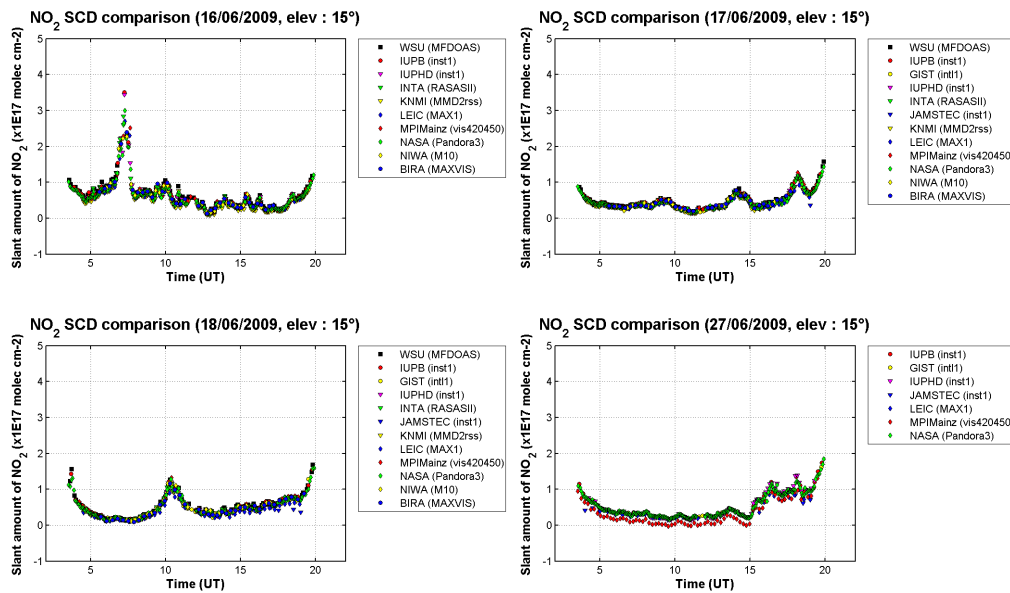 NO2 SCD comparison (16/06/2009, elev : 15°)
Slant amount of NO2 (x1E17 molec cm-2)
5
4
3
2
1
0
-1
5
10
15
20
Time (UT)
WSU (MFDOAS)
IUPB (inst1)
IUPHD (inst1)
INTA (RASASII)
KNMI (MMD2rss)
LEIC (MAX1)
MPIMainz (vis420450)
NASA (Pandora3)
NIWA (M10)
BIRA (MAXVIS)
NO2 SCD comparison (17/06/2009, elev : 15°)
Slant amount of NO2 (x1E17 molec cm-2)
5
4
3
2
1
0
-1
5
10
15
20
Time (UT)
WSU (MFDOAS)
IUPB (inst1)
GIST (intl1)
IUPHD (inst1)
INTA (RASASII)
JAMSTEC (inst1)
KNMI (MMD2rss)
LEIC (MAX1)
MPIMainz (vis420450
NASA (Pandora3)
NIWA (M10)
BIRA (MAXVIS)
NO2 SCD comparison (18/06/2009, elev : 15°)
Slant amount of NO2 (x1E17 molec cm-2)
5
4
3
2
1
0
-1
5
10
15
20
Time (UT)
WSU (MFDOAS)
IUPB (inst1)
GIST (intl1)
IUPHD (inst1)
INTA (RASASII)
JAMSTEC (inst1)
KNMI (MMD2rss)
LEIC (MAX1)
MPIMainz (vis420450)
NASA (Pandora3)
NIWA (M10)
BIRA (MAXVIS)
NO2 SCD comparison (27/06/2009, elev : 15°)
Slant amount of NO2 (x1E17 molec cm-2)
5
4
3
2
1
0
-1
5
10
15
20
Time (UT)
IUPB (inst1)
GIST (intl1)
IUPHD (inst1)
JAMSTEC (inst1)
LEIC (MAX1)
MPIMainz (vis420450
NASA (Pandora3)